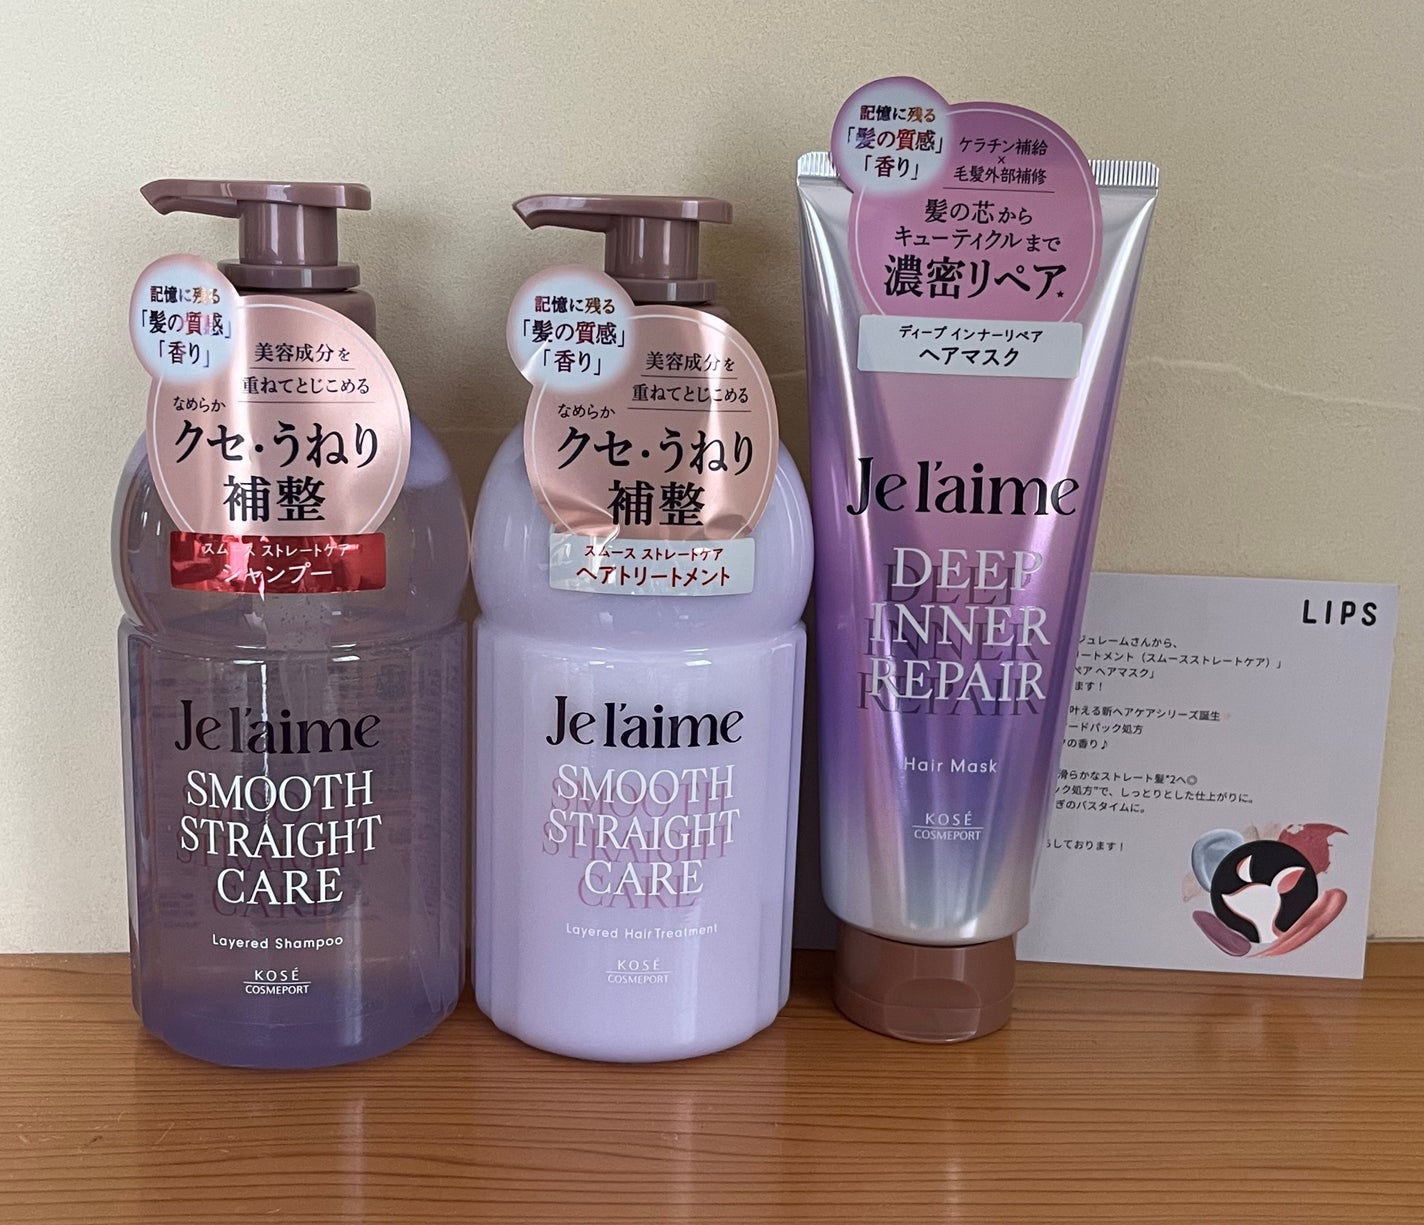 記憶に残る
「髪の質感」
「香り」
美容成分を
重ねてとじこめる
なめらか
クセ・うねり
補整
スムース ストレートケア
シャンプー
Je l'aime
SMOOTH
STRAIGHT
CARE
Layered Shampoo
KOSÉ
COSMEPORT
記憶に残る
「髪の質感」
「香り」
美容成分を
重ねてとじこめる
なめらか
クセ・うねり
補整
スムース ストレートケア
ヘアトリートメント
Je l'aime
SMOOTH
STRAIGHT
CARE
Layered Hair Treatment
KOSÉ
COSMEPORT
記憶に残る
「髪の質感」
「香り」
ケラチン補給
×
毛髪外部補修
髪の芯から
キューティクルまで
濃密リペア★
ディープ インナーリペア
ヘアマスク
Je l'aime
DEEP
INNER
REPAIR
Hair Mask
KOSÉ
COSMEPORT
LIPS
ジュレームさんから、
リートメント（スムースストレートケア）」
ペア ヘアマスク」
ます！
叶える新ヘアケアシリーズ誕生
ードパック処方
の香り♪
滑らかなストレート髪*2へ◎
ック処方"で、しっとりとした仕上がりに。
ぎのバスタイムに。
しております！